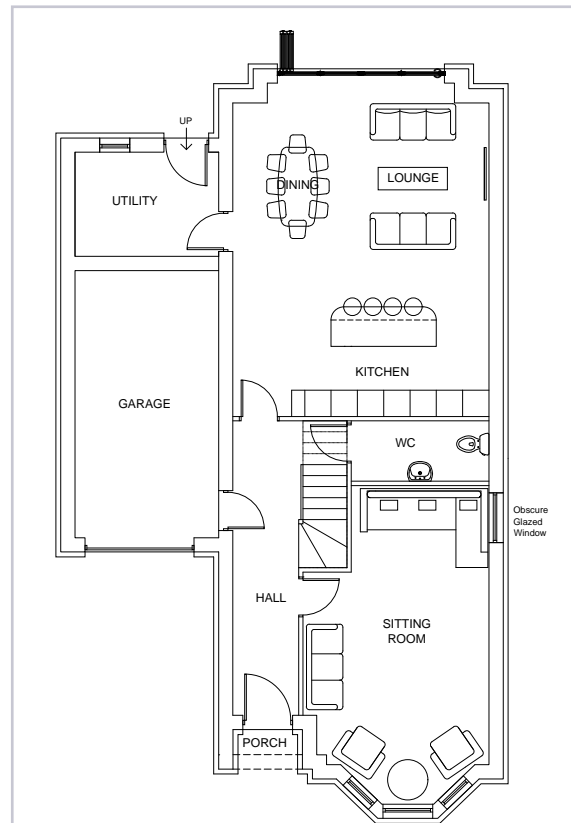 UP
UTILITY
DINING
LOUNGE
KITCHEN
GARAGE
WC
Obscure
Glazed
Window
HALL
SITTING
ROOM
PORCH